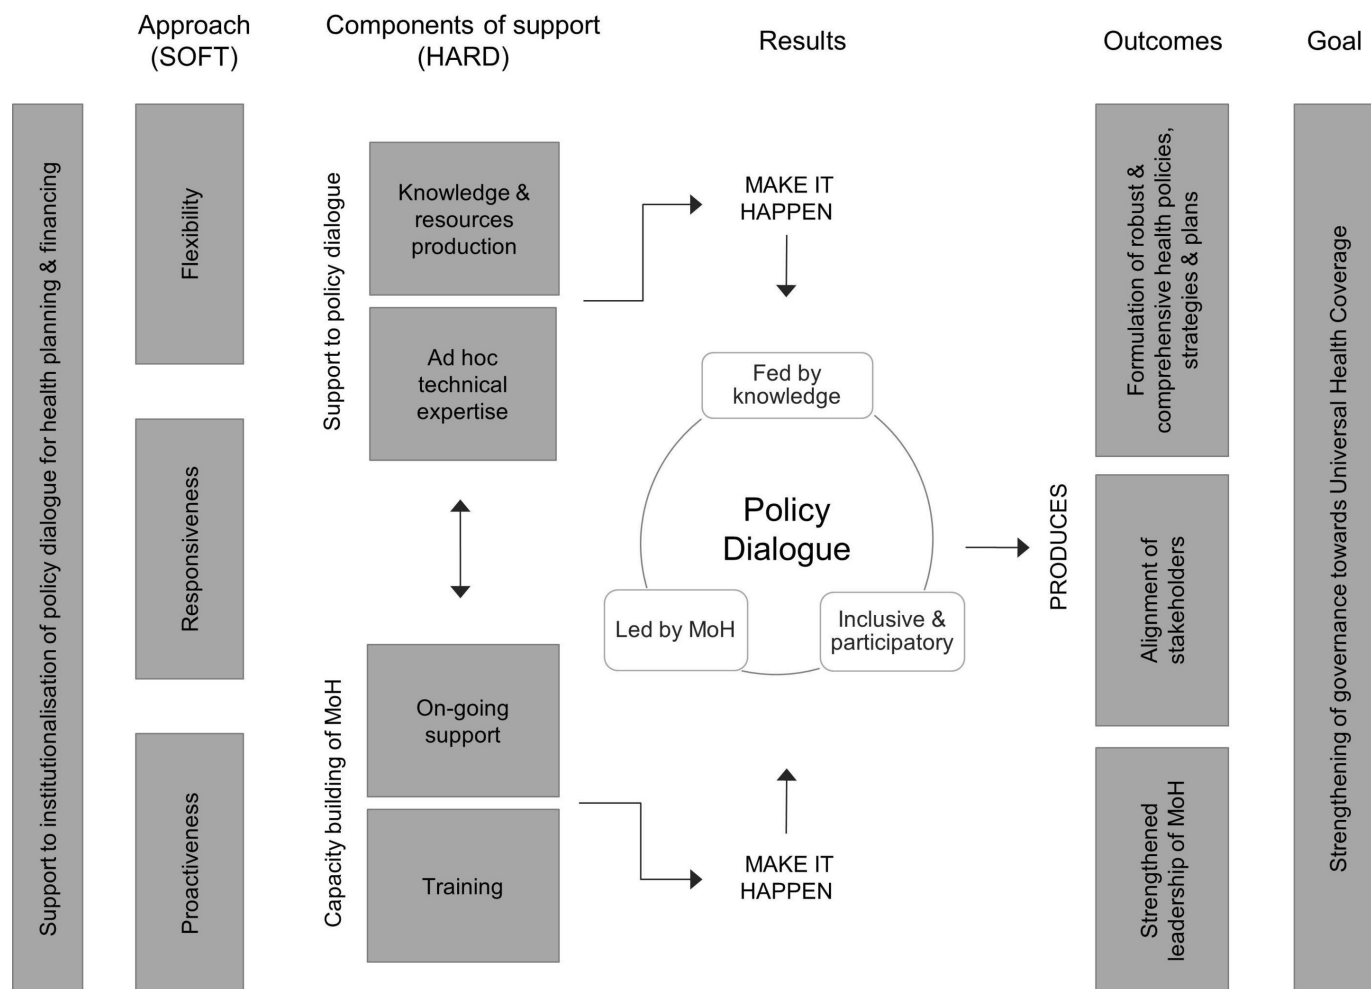 Approach
(SOFT)
Components of support
(HARD)
Results
Outcomes
Goal
Support to institutionalisation of policy dialogue for health planning & financing
Flexibility
Responsiveness
Proactiveness
Support to policy dialogue
Knowledge &
resources
production
Ad hoc
technical
expertise
Capacity building of MoH
On-going
support
Training
MAKE IT
HAPPEN
Fed by
knowledge
Policy
Dialogue
Led by MoH
Inclusive &
participatory
MAKE IT
HAPPEN
PRODUCES
Formulation of robust &
comprehensive health policies,
strategies & plans
Alignment of
stakeholders
Strengthened
leadership of MoH
Strengthening of governance towards Universal Health Coverage